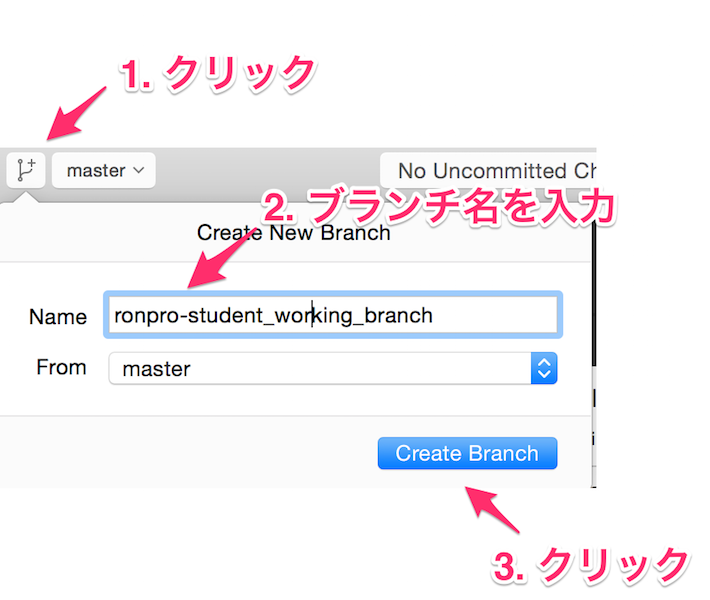 1. クリック
master
No Uncommitted Ch
2. ブランチ名を入力
Create New Branch
Name
ronpro-student_working_branch
From
master
Create Branch
3. クリック